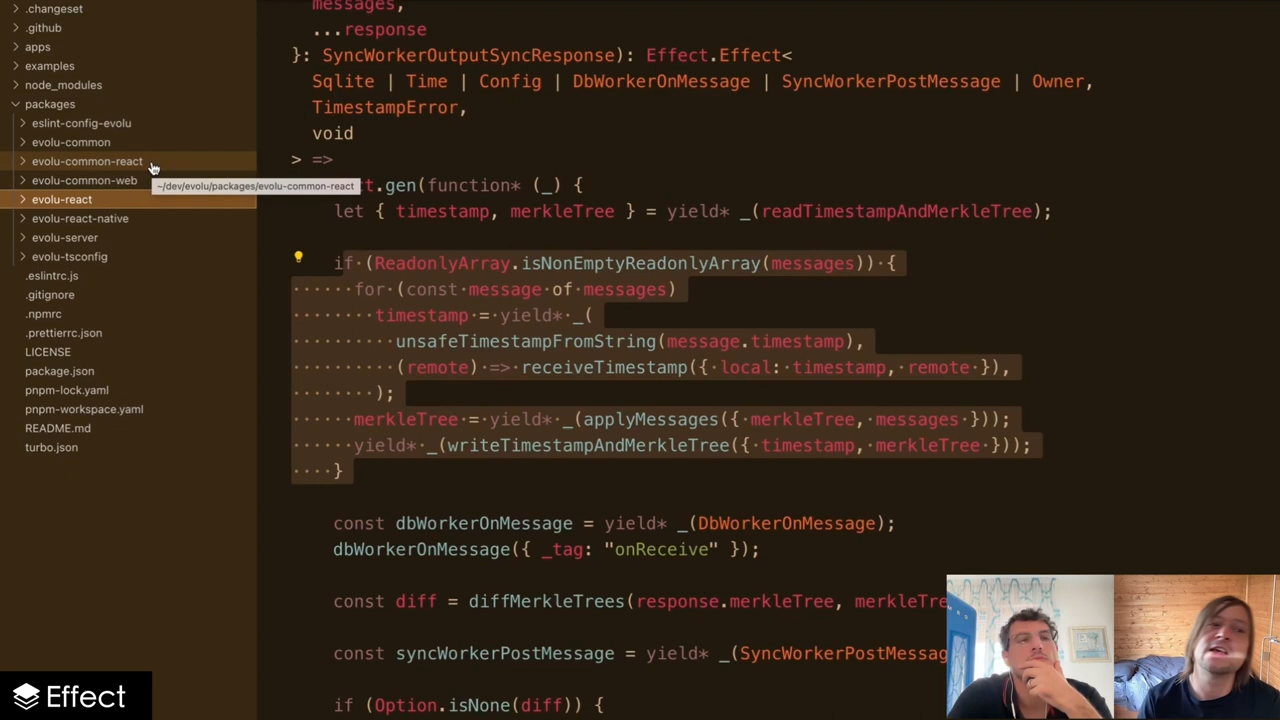 .changeset
.github
apps
examples
node_modules
packages
eslint-config-evolu
evolu-common
evolu-common-react
evolu-common-web
~/dev/evolu/packages/evolu-common-react
evolu-react
evolu-react-native
evolu-server
evolu-tsconfig
.eslintrc.js
.gitignore
.npmrc
.prettierrc.json
LICENSE
package.json
pnpm-lock.yaml
pnpm-workspace.yaml
README.md
turbo.json
messages,
...response
}: SyncWorkerOutputSyncResponse): Effect.Effect<
Sqlite | Time | Config | DbWorkerOnMessage | SyncWorkerPostMessage | Owner,
TimestampError,
void
> =>
t.gen(function* (_) {
let { timestamp, merkleTree } = yield* _(readTimestampAndMerkleTree);
if (ReadonlyArray.isNonEmptyReadonlyArray(messages)) {
for (const message of messages)
timestamp = yield* _(
unsafeTimestampFromString(message.timestamp),
(remote) => receiveTimestamp({ local: timestamp, remote }),
);
merkleTree = yield* _(applyMessages({ merkleTree, messages }));
yield* _(writeTimestampAndMerkleTree({ timestamp, merkleTree }));
}
const dbWorkerOnMessage = yield* _(DbWorkerOnMessage);
dbWorkerOnMessage({ _tag: "onReceive" });
const diff = diffMerkleTrees(response.merkleTree, merkleTre
const syncWorkerPostMessage = yield* _(SyncWorkerPostMessag
if (Option.isNone(diff)) {
Effect